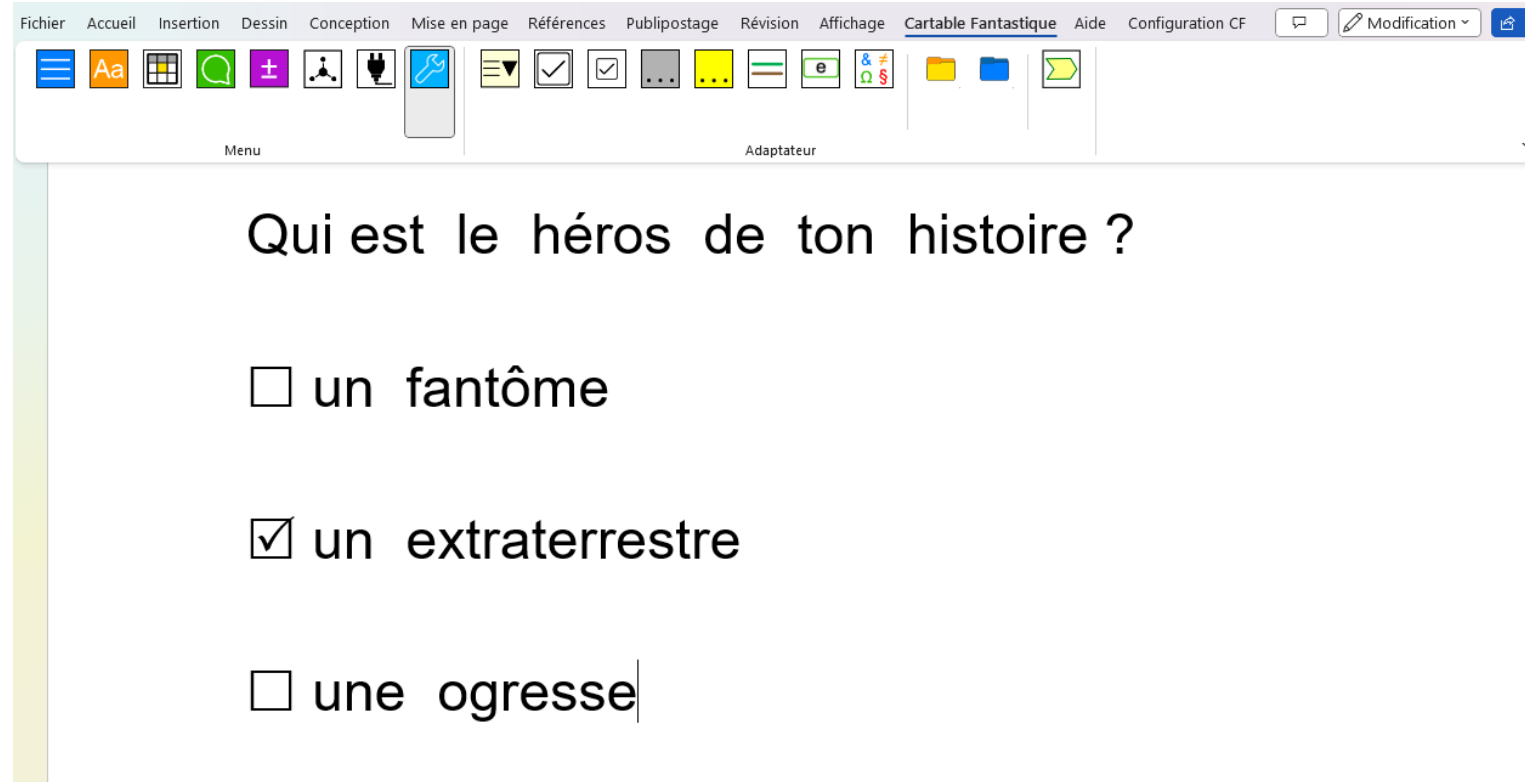 Fichier Accueil Insertion Dessin Conception Mise en page Références Publipostage Révision Affichage Cartable Fantastique Aide Configuration CF Modification
Aa ± e & ≠ Ω §
Menu Adaptateur
Qui est le héros de ton histoire ?
☐ un fantôme
☑ un extraterrestre
☐ une ogresse